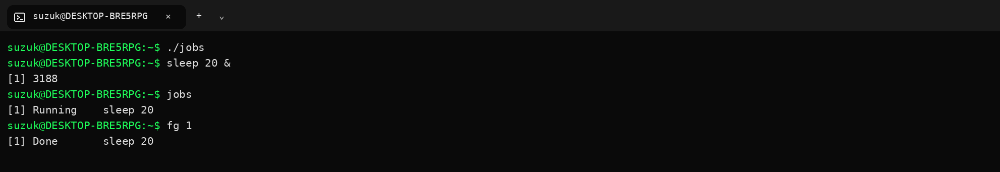 suzuk@DESKTOP-BRE5RPG × + ⌄
suzuk@DESKTOP-BRE5RPG:~$ ./jobs
suzuk@DESKTOP-BRE5RPG:~$ sleep 20 &
[1] 3188
suzuk@DESKTOP-BRE5RPG:~$ jobs
[1] Running    sleep 20
suzuk@DESKTOP-BRE5RPG:~$ fg 1
[1] Done       sleep 20